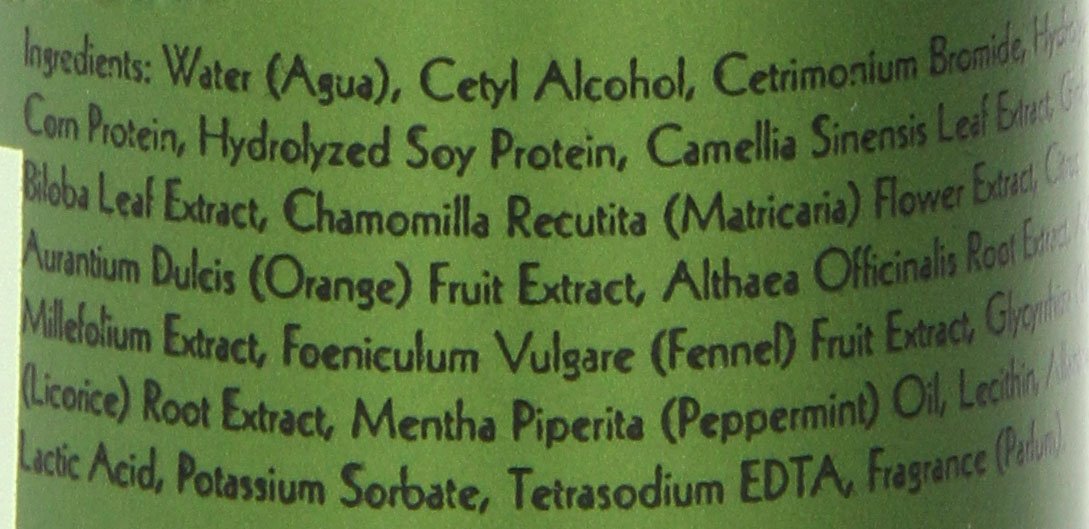 Ingredients: Water (Agua), Cetyl Alcohol, Cetrimonium Bromide,
Corn Protein, Hydrolyzed Soy Protein, Camellia Sinensis Leaf Extract,
Biloba Leaf Extract, Chamomilla Recutita (Matricaria) Flower Extract,
Aurantium Dulcis (Orange) Fruit Extract, Althaea Officinalis Root Extract,
Millefolium Extract, Foeniculum Vulgare (Fennel) Fruit Extract,
(Licorice) Root Extract, Mentha Piperita (Peppermint) Oil, Lecithin,
Lactic Acid, Potassium Sorbate, Tetrasodium EDTA, Fragrance (Parfum).